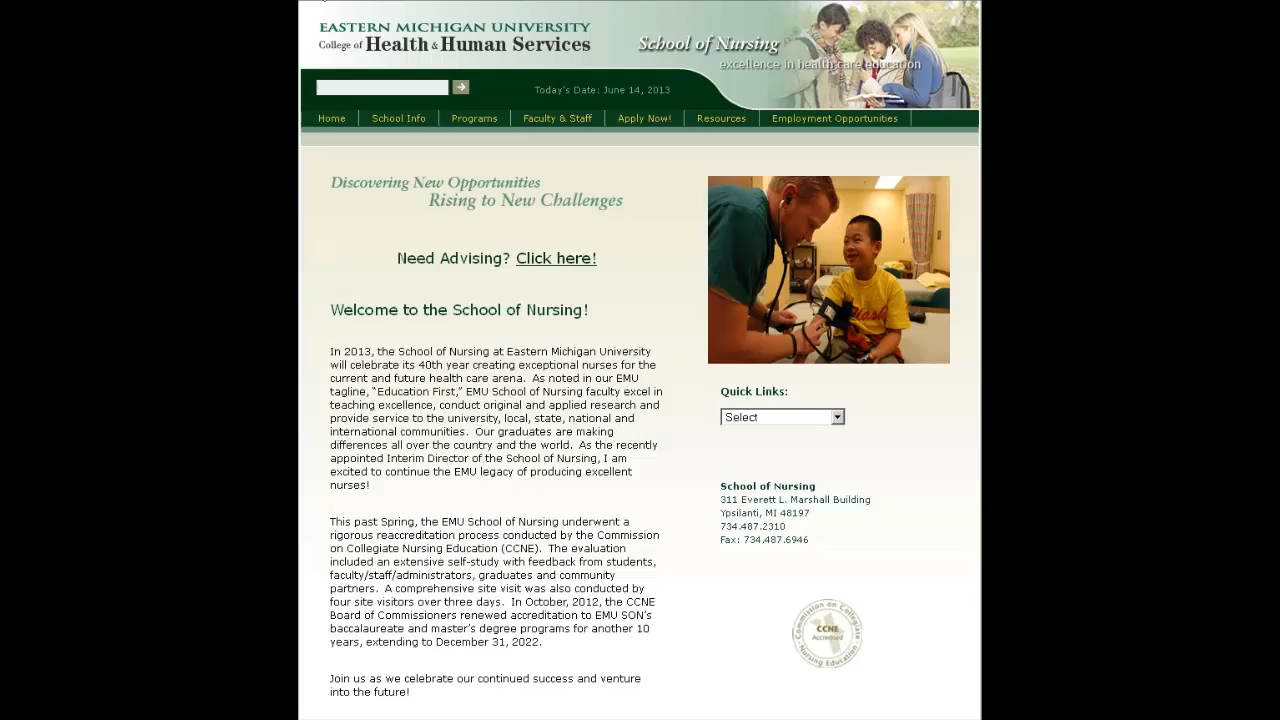 EASTERN MICHIGAN UNIVERSITY
College of Health & Human Services
School of Nursing
excellence in health care education
Today's Date: June 14, 2013
Home School Info Programs Faculty & Staff Apply Now! Resources Employment Opportunities
Discovering New Opportunities
Rising to New Challenges
Need Advising? Click here!
Welcome to the School of Nursing!
In 2013, the School of Nursing at Eastern Michigan University
will celebrate its 40th year creating exceptional nurses for the
current and future health care arena. As noted in our EMU
tagline, “Education First,” EMU School of Nursing faculty excel in
teaching excellence, conduct original and applied research and
provide service to the university, local, state, national and
international communities. Our graduates are making
differences all over the country and the world. As the recently
appointed Interim Director of the School of Nursing, I am
excited to continue the EMU legacy of producing excellent
nurses!
This past Spring, the EMU School of Nursing underwent a
rigorous reaccreditation process conducted by the Commission
on Collegiate Nursing Education (CCNE). The evaluation
included an extensive self-study with feedback from students,
faculty/staff/administrators, graduates and community
partners. A comprehensive site visit was also conducted by
four site visitors over three days. In October, 2012, the CCNE
Board of Commissioners renewed accreditation to EMU SON’s
baccalaureate and master’s degree programs for another 10
years, extending to December 31, 2022.
Join us as we celebrate our continued success and venture
into the future!
Quick Links:
Select
School of Nursing
311 Everett L. Marshall Building
Ypsilanti, MI 48197
734.487.2310
Fax: 734.487.6946
Commission on Collegiate
CCNE
Accredited
Nursing Education